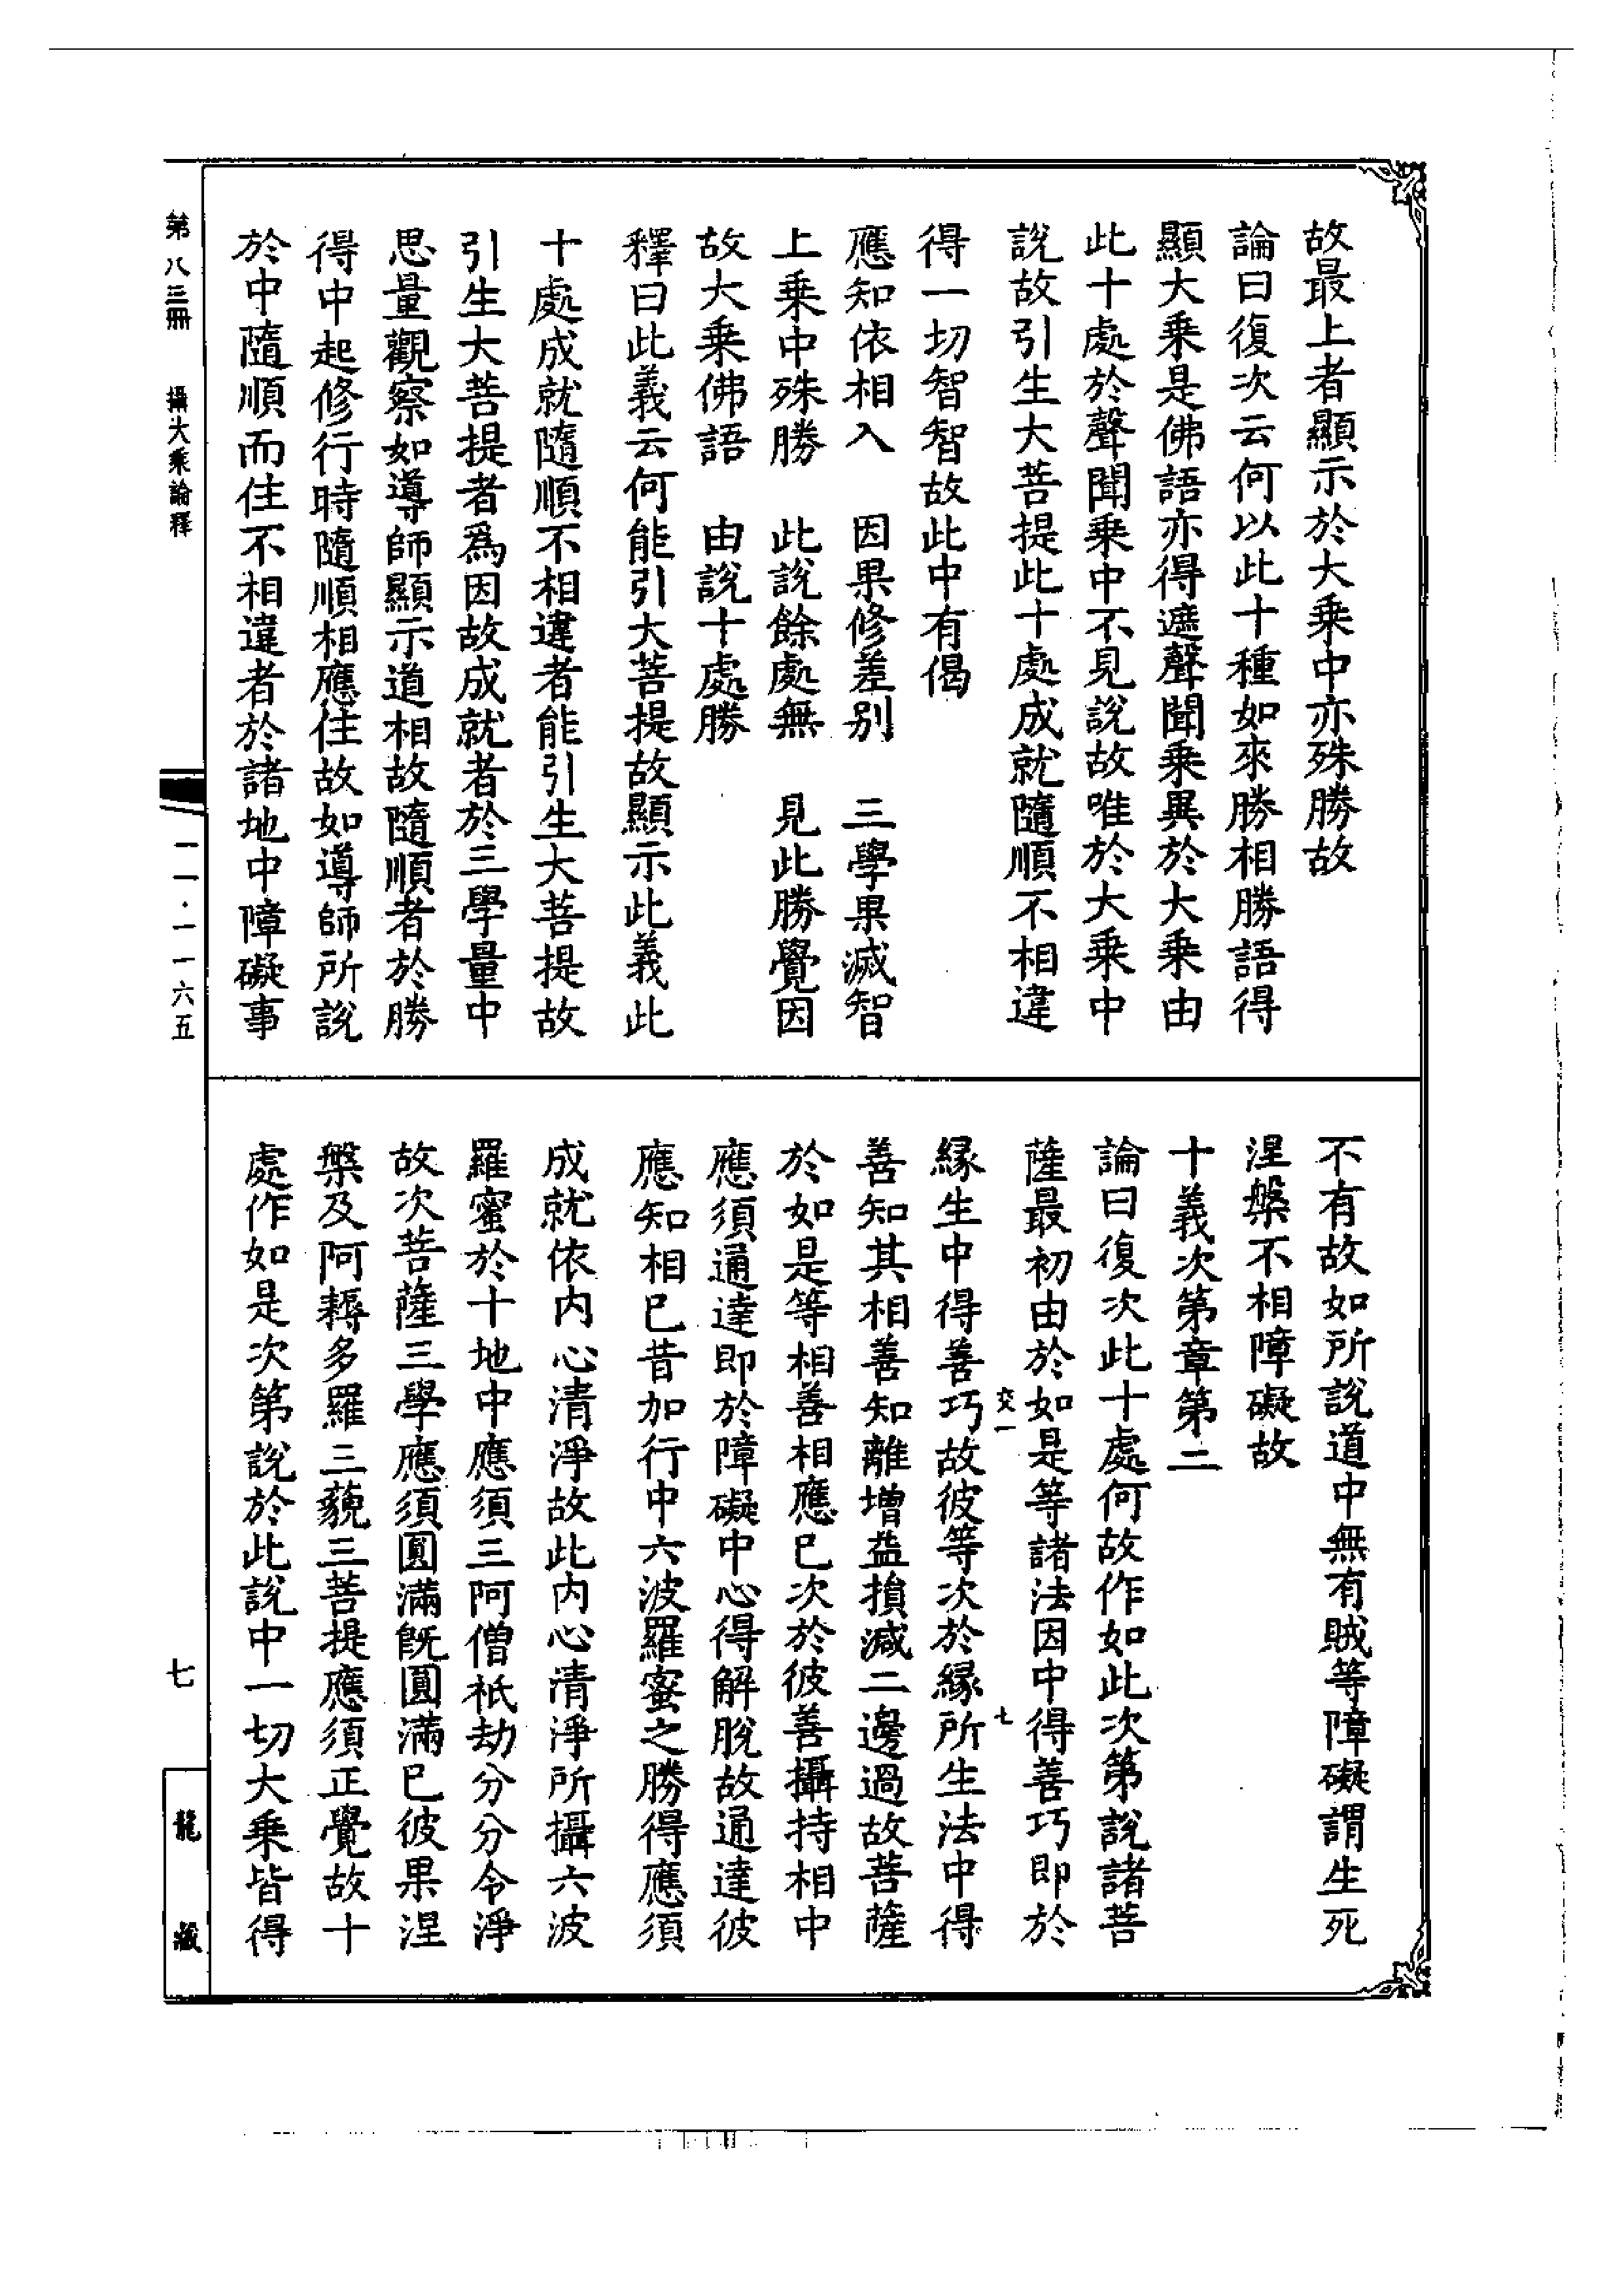 故最上者顯示於大乘中亦殊勝故
論曰復次云何以此十種如來勝相勝語得
顯大乘是佛語亦得遮聲聞乘異於大乘由
此十處於聲聞乘中不見說故唯於大乘中
說故引生大菩提此十處成就隨順不相違
得一切智智故此中有偈
應知依相入　因果修差別　三學果滅智
上乘中殊勝　此說餘處無　見此勝覺因
故大乘佛語　由說十處勝
釋曰此義云何能引大菩提故顯示此義此
十處成就隨順不相違者能引生大菩提故
引生大菩提者爲因故成就者於三學量中
思量觀察如導師顯示道相故隨順者於勝
得中起修行時隨順相應住故如導師所說
於中隨順而住不相違者於諸地中障礙事
不有故如所說道中無有賊等障礙謂生死
涅槃不相障礙故
十義次第章第二
論曰復次此十處何故作如此次第說諸菩
薩最初由於如是等諸法因中得善巧即於
交一　七
緣生中得善巧故彼等次於緣所生法中得
善知其相善知離增益損減二邊過故菩薩
於如是等相善相應已次於彼善攝持相中
應須通達即於障礙中心得解脫故通達彼
應知相已昔加行中六波羅蜜之勝得應須
成就依內心清淨故此內心清淨所攝六波
羅蜜於十地中應須三阿僧祇劫分分令淨
故次菩薩三學應須圓滿旣圓滿已彼果涅
槃及阿耨多羅三藐三菩提應須正覺故十
處作如是次第說於此說中一切大乘皆得
第八三冊　攝大乘論釋
一一·一一六五
七
龍藏